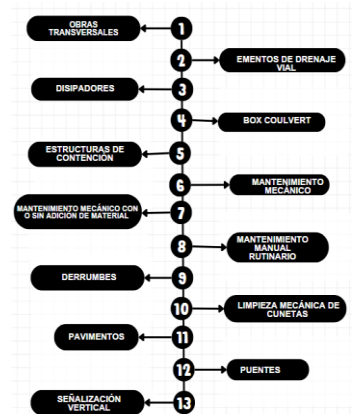 OBRAS
TRANSVERSALES
1
2
EMENTOS DE DRENAJE
VIAL
DISIPADORES
3
4
BOX COULVERT
ESTRUCTURAS DE
CONTENCIÓN
5
6
MANTENIMIENTO
MECÁNICO
MANTENIMIENTO MECÁNICO CON
O SIN ADICIÓN DE MATERIAL
7
8
MANTENIMIENTO
MANUAL
RUTINARIO
DERRUMBES
9
10
LIMPIEZA MECÁNICA DE
CUNETAS
PAVIMENTOS
11
12
PUENTES
SEÑALIZACIÓN
VERTICAL
13